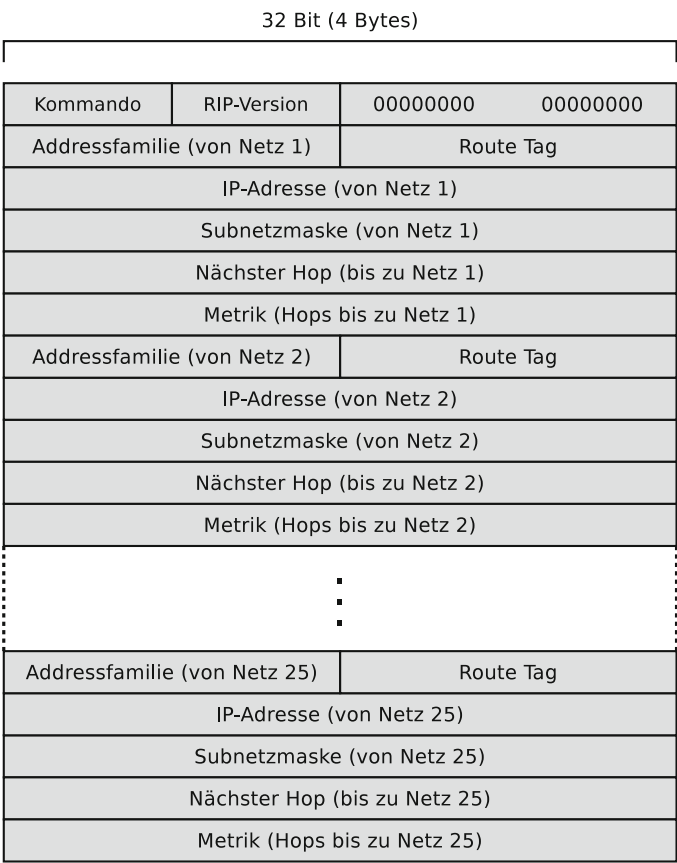 32 Bit (4 Bytes)
Kommando RIP-Version 00000000 00000000
Addressfamilie (von Netz 1) Route Tag
IP-Adresse (von Netz 1)
Subnetzmaske (von Netz 1)
Nächster Hop (bis zu Netz 1)
Metrik (Hops bis zu Netz 1)
Addressfamilie (von Netz 2) Route Tag
IP-Adresse (von Netz 2)
Subnetzmaske (von Netz 2)
Nächster Hop (bis zu Netz 2)
Metrik (Hops bis zu Netz 2)
Addressfamilie (von Netz 25) Route Tag
IP-Adresse (von Netz 25)
Subnetzmaske (von Netz 25)
Nächster Hop (bis zu Netz 25)
Metrik (Hops bis zu Netz 25)